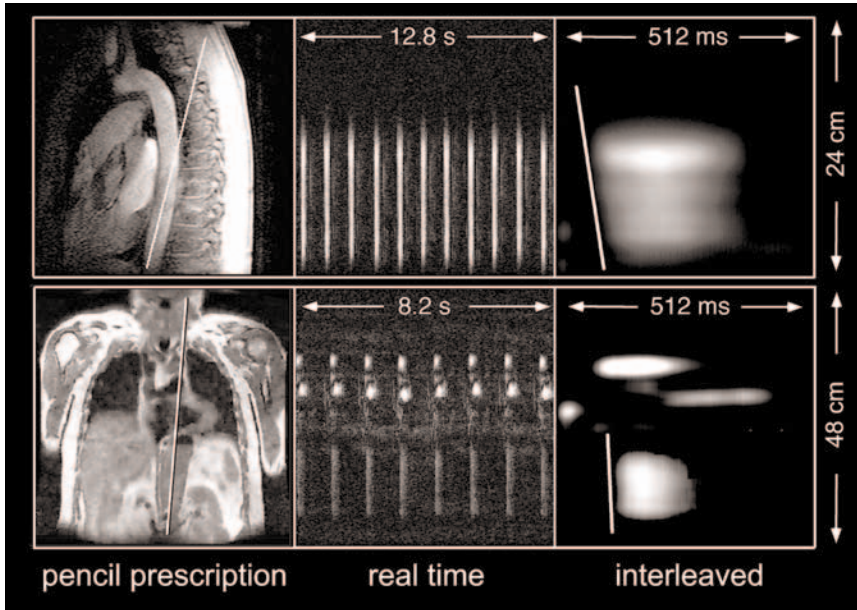 12.8 s
512 ms
24 cm
8.2 s
512 ms
48 cm
pencil prescription
real time
interleaved